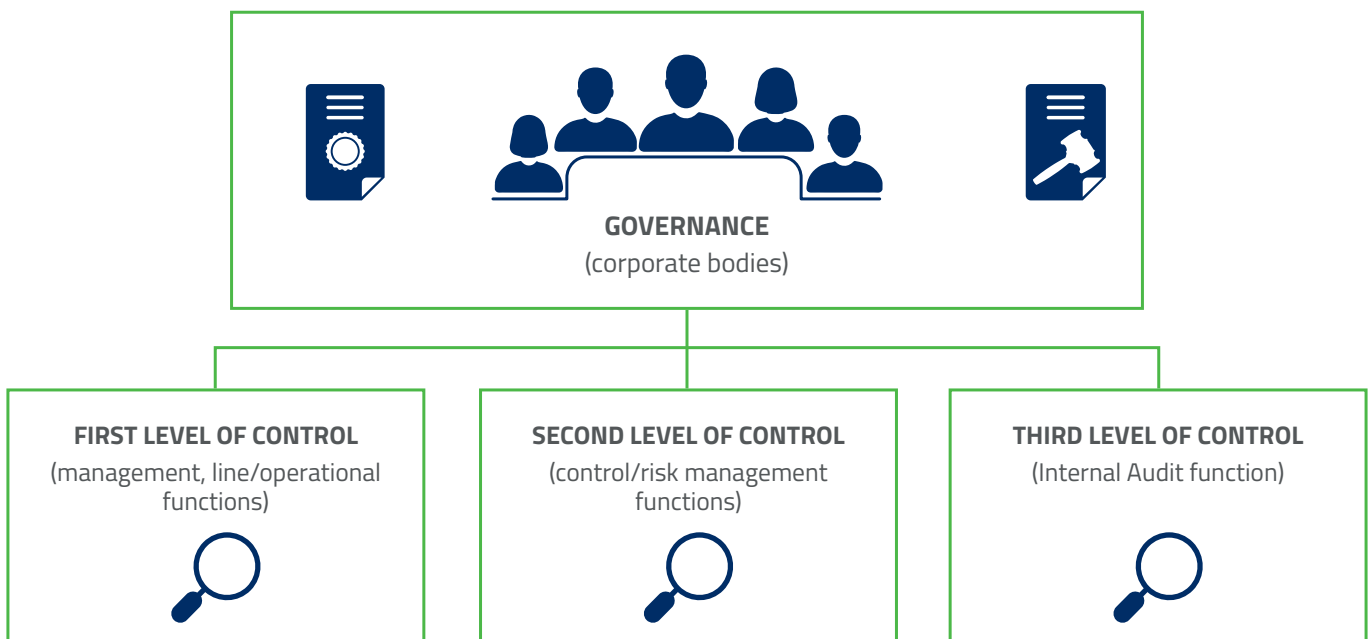 GOVERNANCE
(corporate bodies)
FIRST LEVEL OF CONTROL
(management, line/operational
functions)
SECOND LEVEL OF CONTROL
(control/risk management
functions)
THIRD LEVEL OF CONTROL
(Internal Audit function)